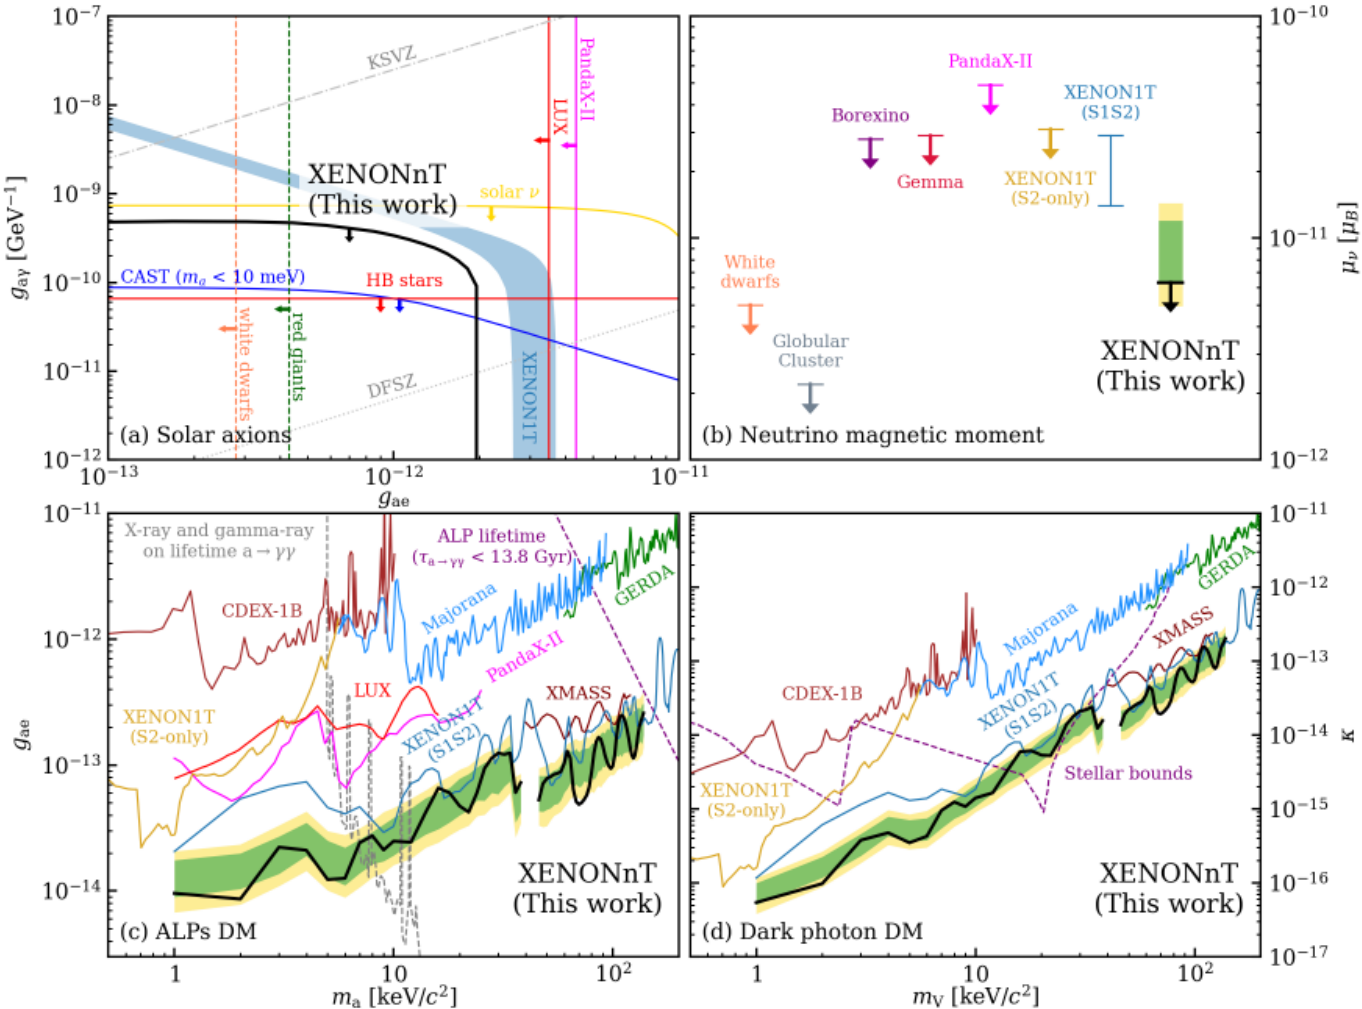 10⁻⁷
10⁻⁸
10⁻⁹
10⁻¹⁰
10⁻¹¹
10⁻¹²
g_aγ [GeV⁻¹]
KSVZ
PandaX-II
LUX
XENONnT
(This work)
solar ν
CAST (m_a < 10 meV)
HB stars
white dwarfs
red giants
DFSZ
XENON1T
(a) Solar axions
10⁻¹³
10⁻¹²
10⁻¹¹
g_ae
PandaX-II
Borexino
Gemma
XENON1T
(S1S2)
XENON1T
(S2-only)
White
dwarfs
Globular
Cluster
XENONnT
(This work)
(b) Neutrino magnetic moment
10⁻¹⁰
10⁻¹¹
10⁻¹²
μ_ν [μ_B]
10⁻¹¹
10⁻¹²
10⁻¹³
10⁻¹⁴
g_ae
X-ray and gamma-ray
on lifetime a → γγ
ALP lifetime
(τ_a→γγ < 13.8 Gyr)
GERDA
CDEX-1B
Majorana
PandaX-II
LUX
XMASS
XENON1T
(S2-only)
XENON1T
(S1S2)
XENONnT
(This work)
(c) ALPs DM
1
10
10²
m_a [keV/c²]
GERDA
Majorana
XMASS
CDEX-1B
XENON1T
(S1S2)
XENON1T
(S2-only)
Stellar bounds
XENONnT
(This work)
(d) Dark photon DM
1
10
10²
m_V [keV/c²]
10⁻¹¹
10⁻¹²
10⁻¹³
10⁻¹⁴
10⁻¹⁵
10⁻¹⁶
10⁻¹⁷
κ